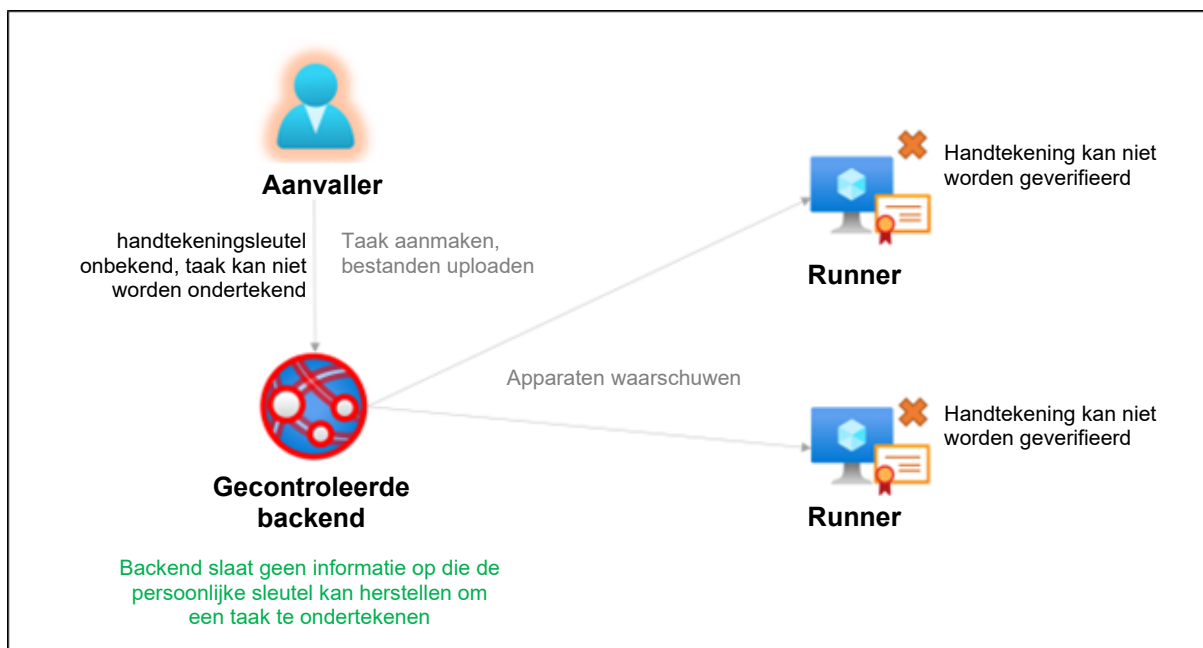 Aanvaller
handtekeningsleutel
onbekend, taak kan niet
worden ondertekend
Taak aanmaken,
bestanden uploaden
Handtekening kan niet
worden geverifieerd
Runner
Apparaten waarschuwen
Handtekening kan niet
worden geverifieerd
Runner
Gecontroleerde
backend
Backend slaat geen informatie op die de
persoonlijke sleutel kan herstellen om
een taak te ondertekenen